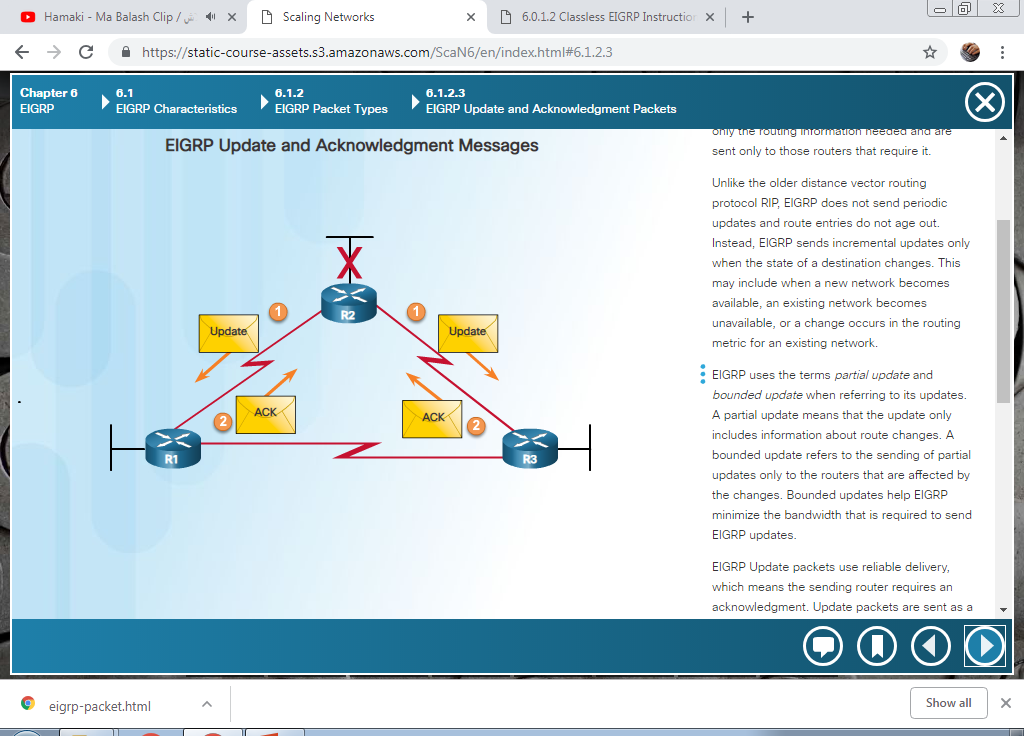 Hamaki - Ma Balash Clip /
Scaling Networks
6.0.1.2 Classless EIGRP Instructio
https://static-course-assets.s3.amazonaws.com/ScaN6/en/index.html#6.1.2.3
Chapter 6
EIGRP
6.1
EIGRP Characteristics
6.1.2
EIGRP Packet Types
6.1.2.3
EIGRP Update and Acknowledgment Packets
EIGRP Update and Acknowledgment Messages
X
R2
1
1
Update
Update
ACK
ACK
2
2
R1
R3
only the routing information needed and are
sent only to those routers that require it.
Unlike the older distance vector routing
protocol RIP, EIGRP does not send periodic
updates and route entries do not age out.
Instead, EIGRP sends incremental updates only
when the state of a destination changes. This
may include when a new network becomes
available, an existing network becomes
unavailable, or a change occurs in the routing
metric for an existing network.
EIGRP uses the terms partial update and
bounded update when referring to its updates.
A partial update means that the update only
includes information about route changes. A
bounded update refers to the sending of partial
updates only to the routers that are affected by
the changes. Bounded updates help EIGRP
minimize the bandwidth that is required to send
EIGRP updates.
EIGRP Update packets use reliable delivery,
which means the sending router requires an
acknowledgment. Update packets are sent as a
eigrp-packet.html
Show all